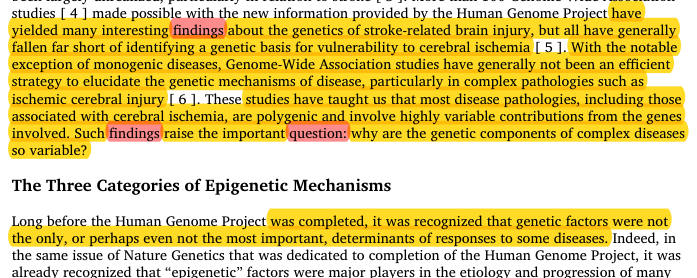 studies [ 4 ] made possible with the new information provided by the Human Genome Project have
yielded many interesting findings about the genetics of stroke-related brain injury, but all have generally
fallen far short of identifying a genetic basis for vulnerability to cerebral ischemia [ 5 ]. With the notable
exception of monogenic diseases, Genome-Wide Association studies have generally not been an efficient
strategy to elucidate the genetic mechanisms of disease, particularly in complex pathologies such as
ischemic cerebral injury [ 6 ]. These studies have taught us that most disease pathologies, including those
associated with cerebral ischemia, are polygenic and involve highly variable contributions from the genes
involved. Such findings raise the important question: why are the genetic components of complex diseases
so variable?
The Three Categories of Epigenetic Mechanisms
Long before the Human Genome Project was completed, it was recognized that genetic factors were not
the only, or perhaps even not the most important, determinants of responses to some diseases. Indeed, in
the same issue of Nature Genetics that was dedicated to completion of the Human Genome Project, it was
already recognized that “epigenetic” factors were major players in the etiology and progression of many